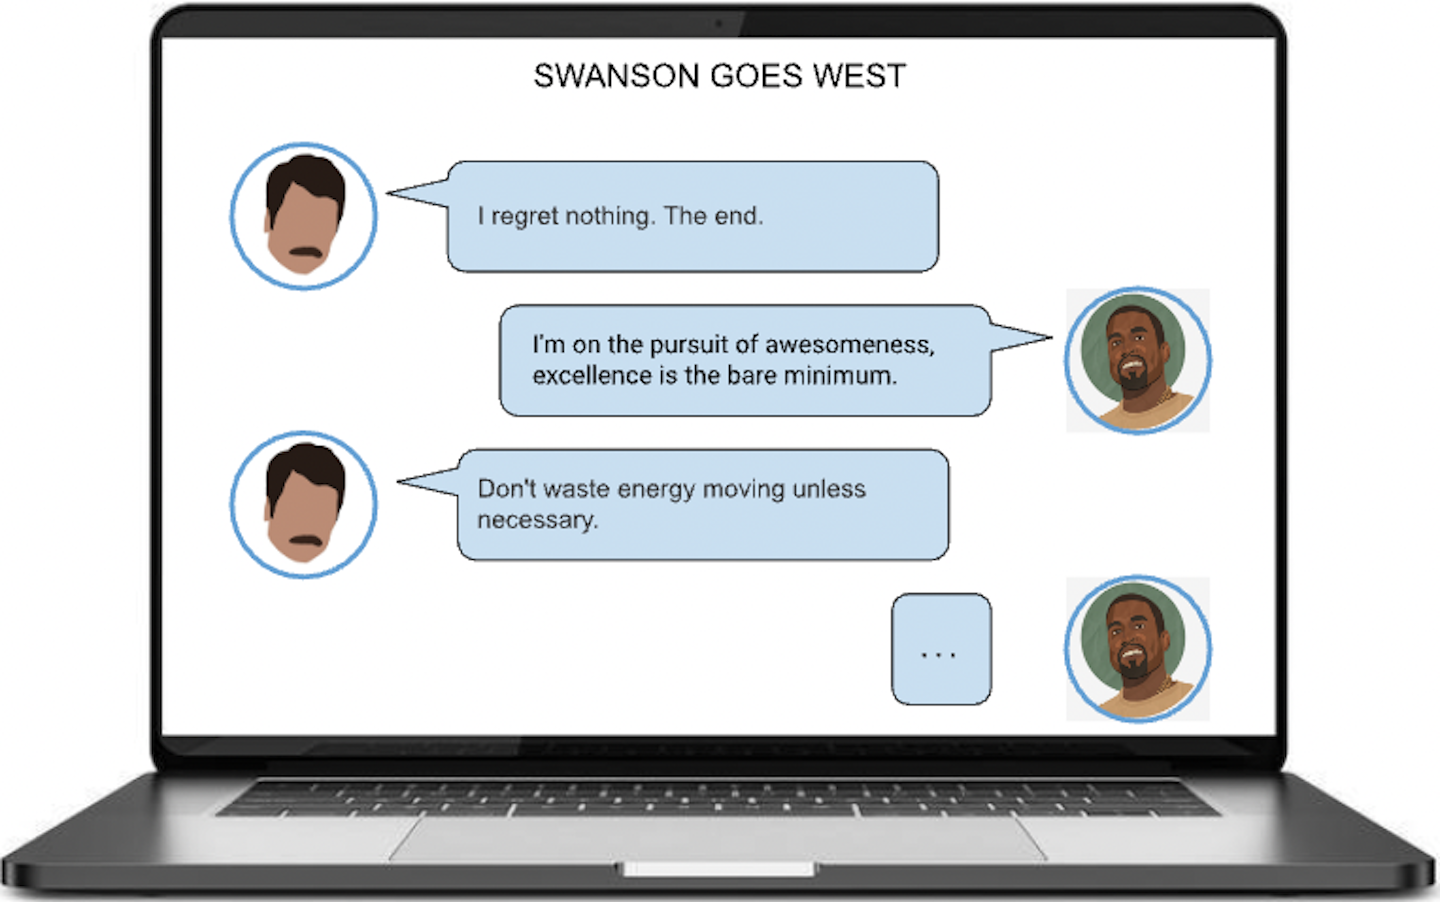 SWANSON GOES WEST
I regret nothing. The end.
I'm on the pursuit of awesomeness,
excellence is the bare minimum.
Don't waste energy moving unless
necessary.
...